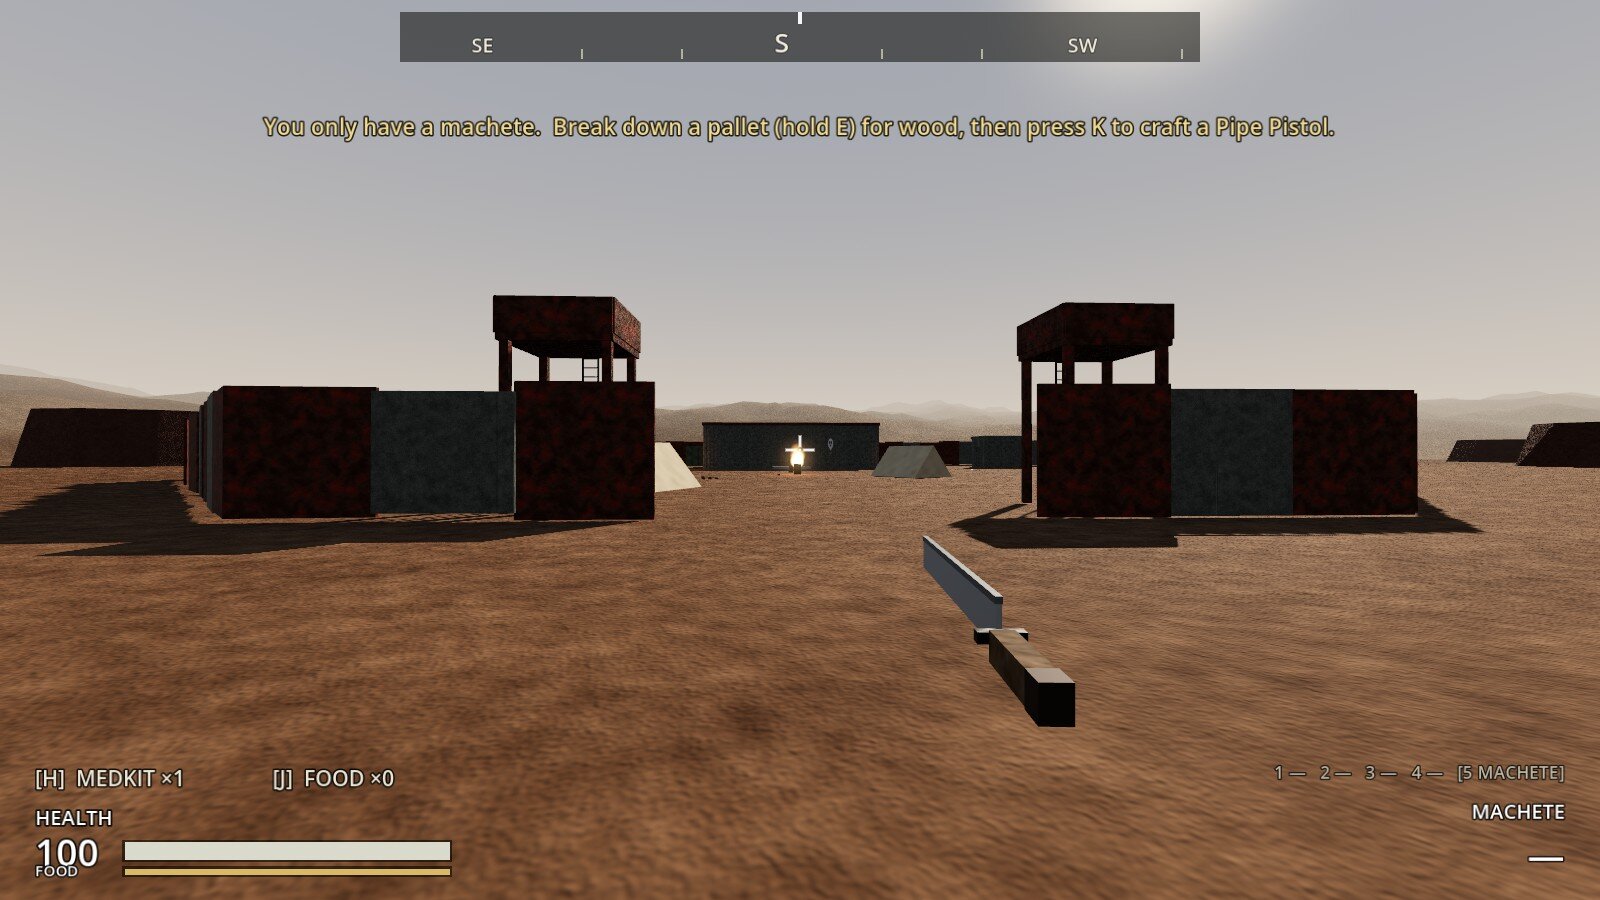 SE S SW
You only have a machete. Break down a pallet (hold E) for wood, then press K to craft a Pipe Pistol.
[H] MEDKIT ×1 [J] FOOD ×0
1 — 2 — 3 — 4 — [5 MACHETE]
HEALTH
MACHETE
100
FOOD